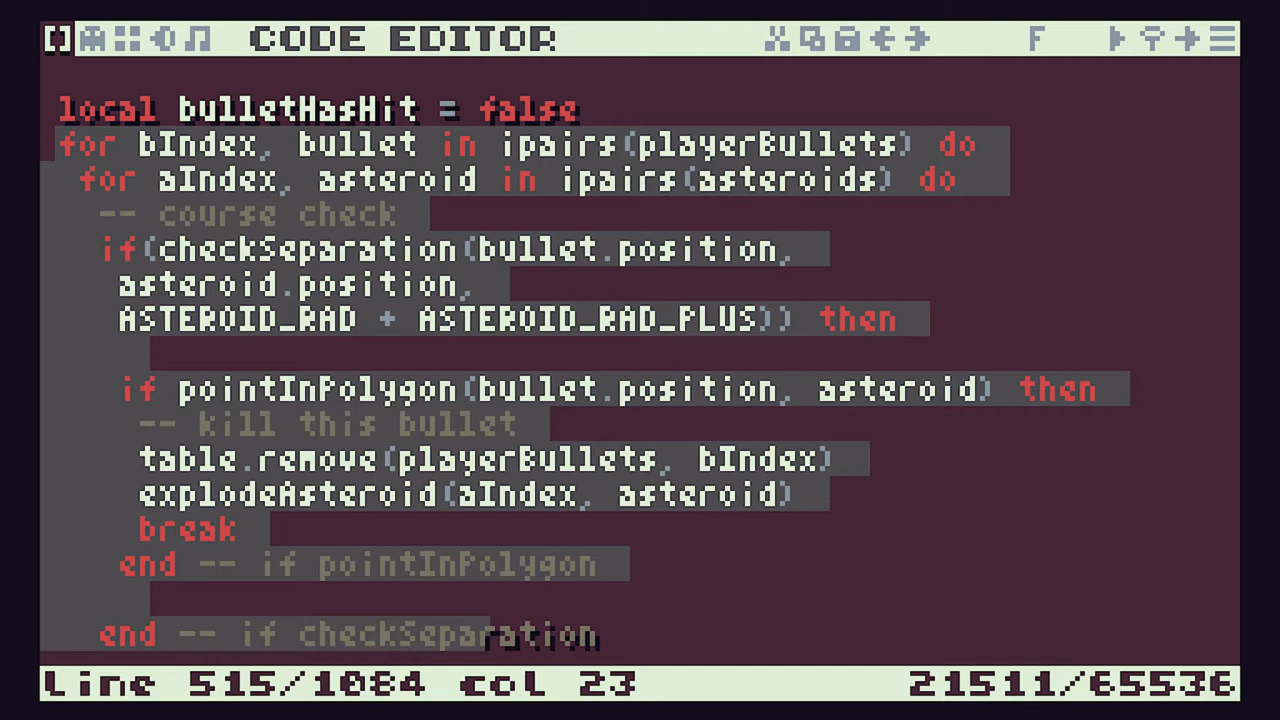 CODE EDITOR
F
local bulletHasHit = false
for bIndex, bullet in ipairs(playerBullets) do
for aIndex, asteroid in ipairs(asteroids) do
-- course check
if(checkSeparation(bullet.position,
asteroid.position,
ASTEROID_RAD + ASTEROID_RAD_PLUS)) then
if pointInPolygon(bullet.position, asteroid) then
-- kill this bullet
table.remove(playerBullets, bIndex)
explodeAsteroid(aIndex, asteroid)
break
end -- if pointInPolygon
end -- if checkSeparation
line 515/1084 col 23
21511/65536